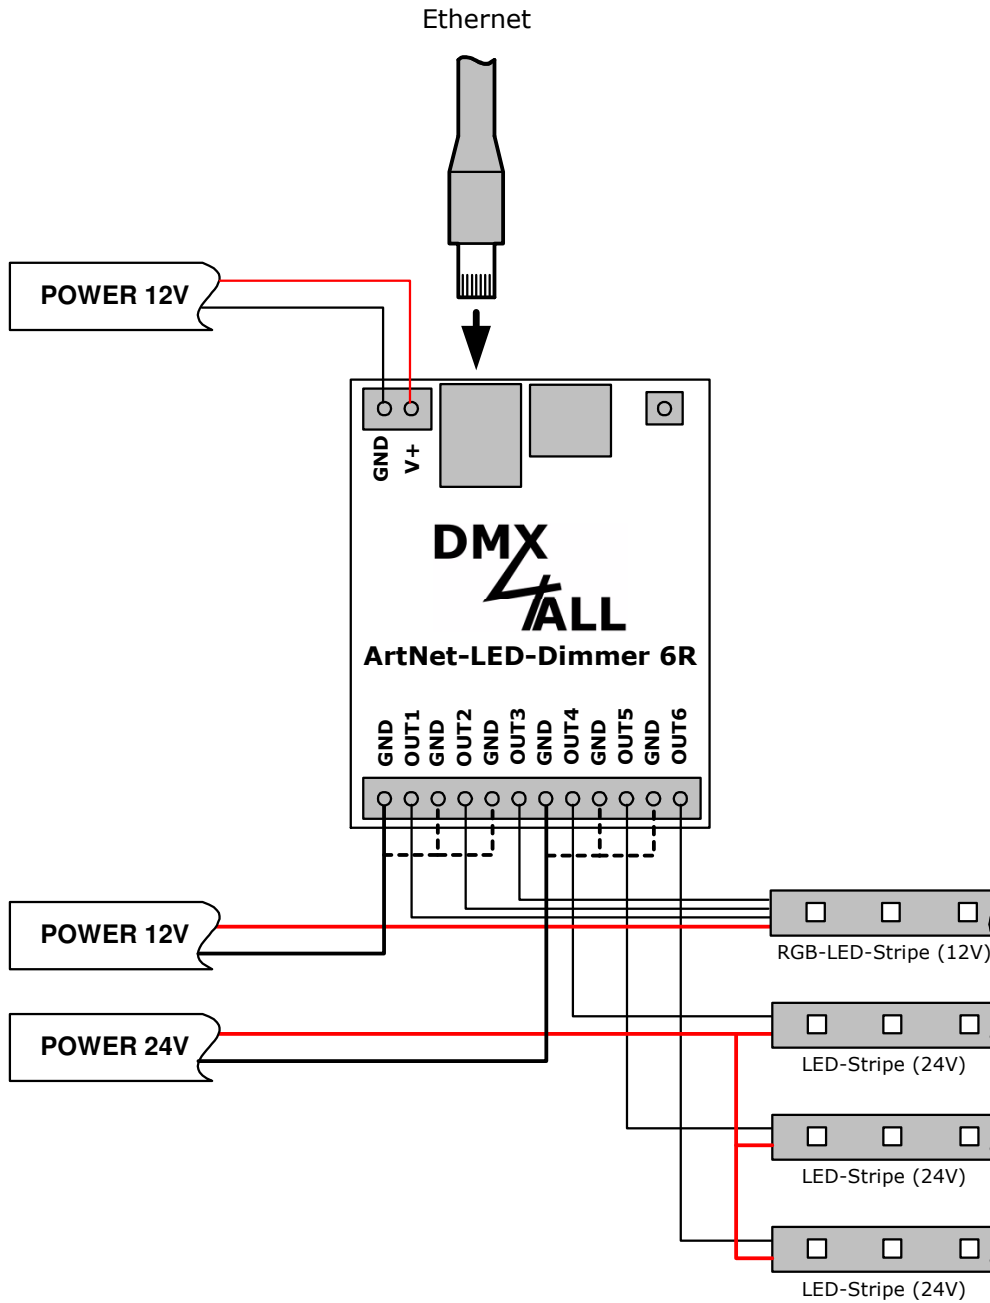 Ethernet
POWER 12V
GND
V+
DMX
4
ALL
ArtNet-LED-Dimmer 6R
GND
OUT1
GND
OUT2
GND
OUT3
GND
OUT4
GND
OUT5
GND
OUT6
POWER 12V
RGB-LED-Stripe (12V)
POWER 24V
LED-Stripe (24V)
LED-Stripe (24V)
LED-Stripe (24V)